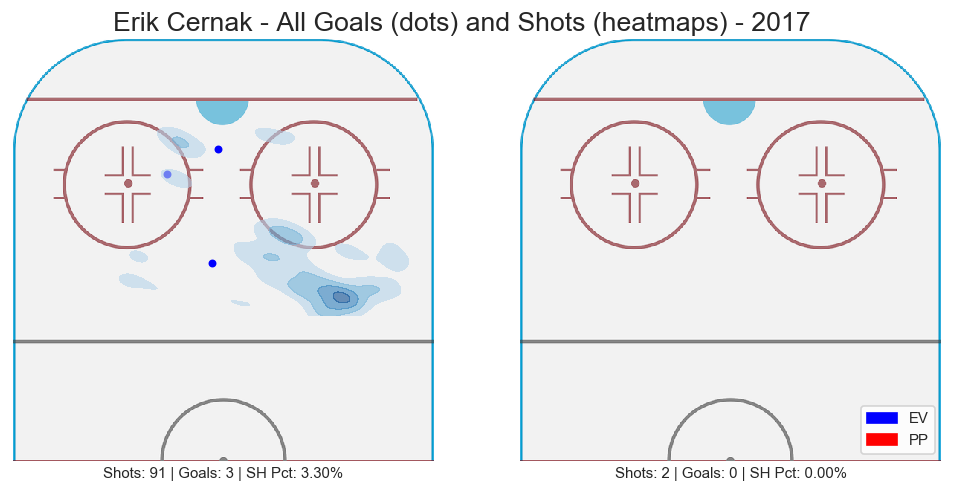 Erik Cernak - All Goals (dots) and Shots (heatmaps) - 2017
EV
PP
Shots: 91 | Goals: 3 | SH Pct: 3.30%
Shots: 2 | Goals: 0 | SH Pct: 0.00%